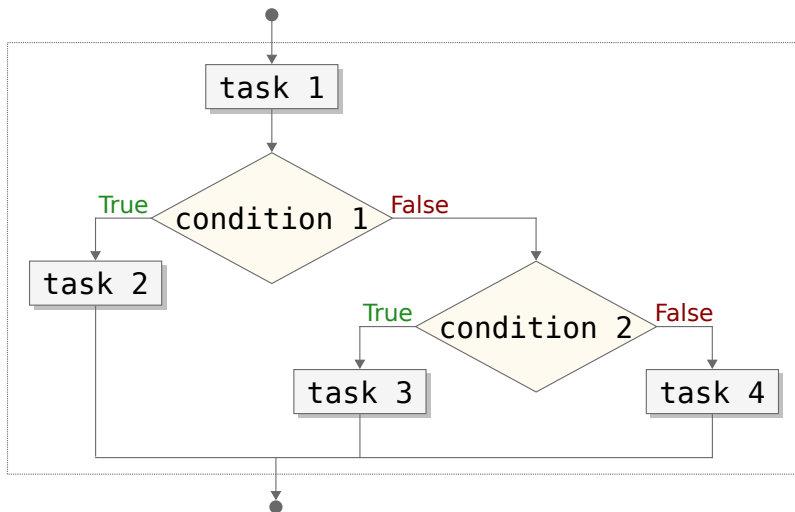 task 1
True
condition 1
False
task 2
True
condition 2
False
task 3
task 4